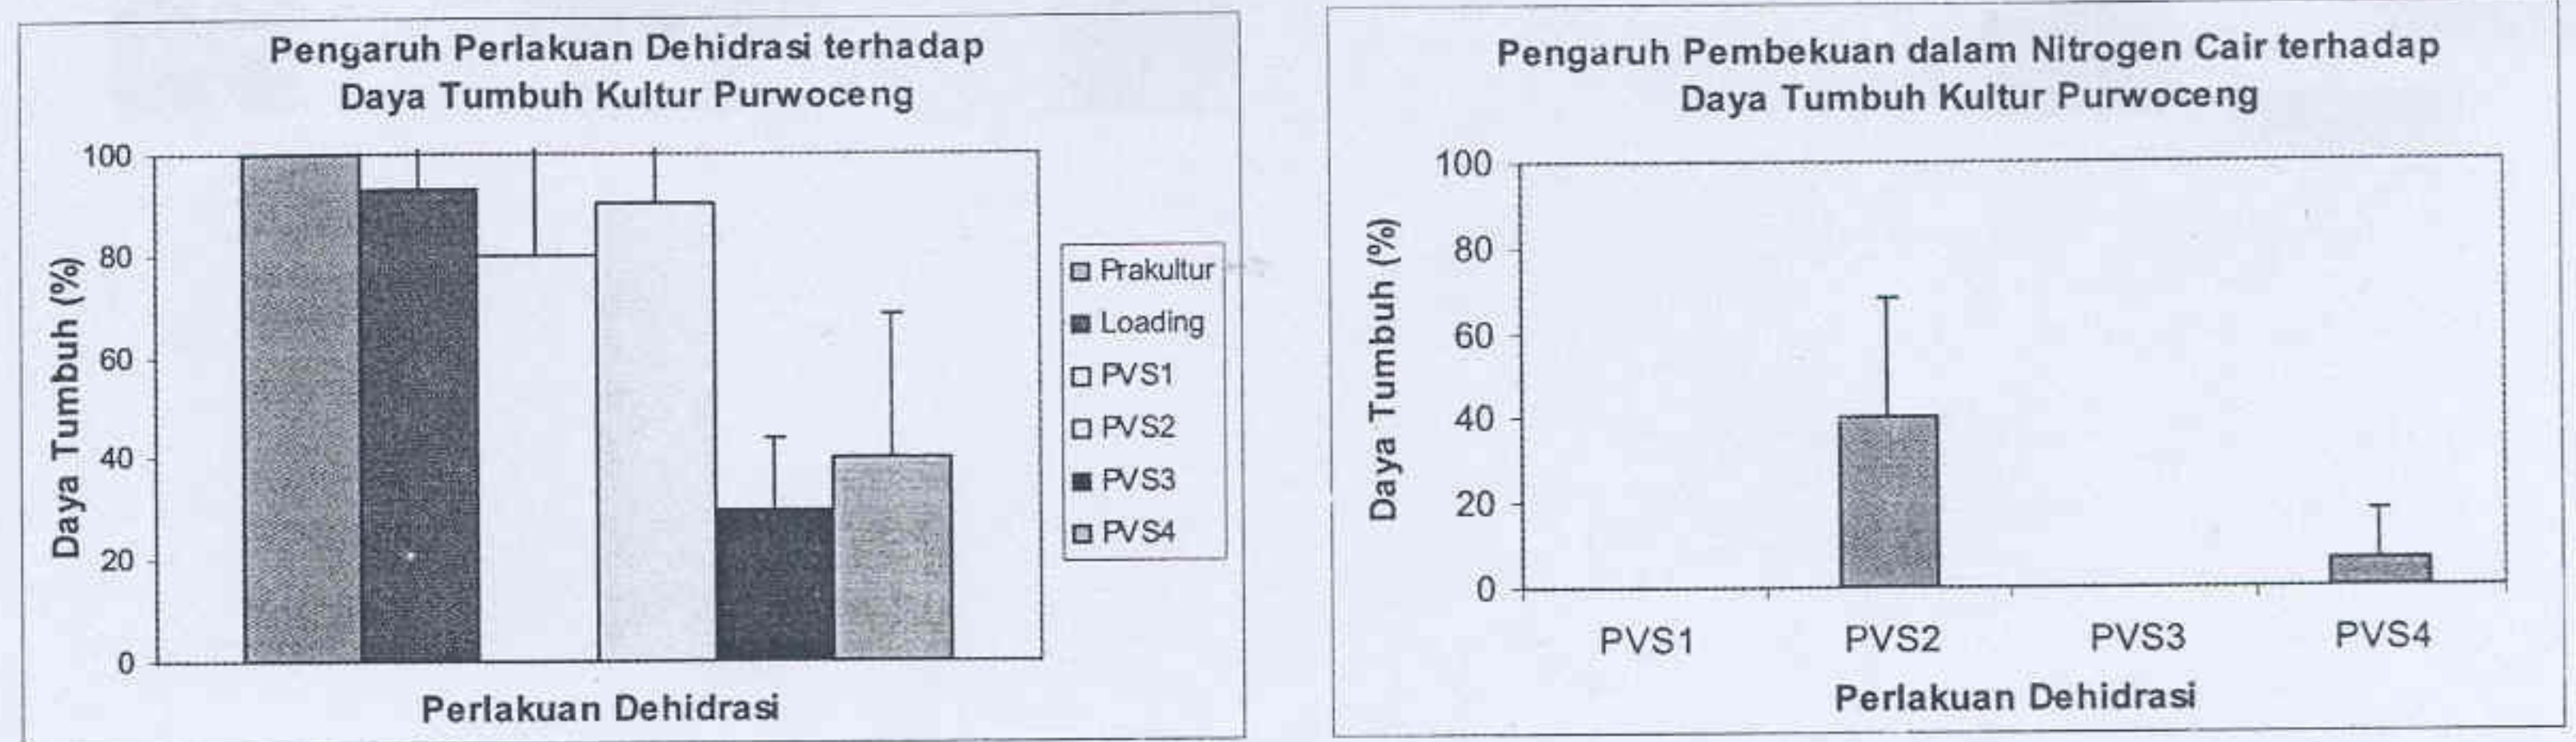 Pengaruh Perlakuan Dehidrasi terhadap
Daya Tumbuh Kultur Purwoceng
Daya Tumbuh (%)
100
80
60
40
20
0
Perlakuan Dehidrasi
Prakultur
Loading
PVS1
PVS2
PVS3
PVS4
Pengaruh Pembekuan dalam Nitrogen Cair terhadap
Daya Tumbuh Kultur Purwoceng
Daya Tumbuh (%)
100
80
60
40
20
0
PVS1 PVS2 PVS3 PVS4
Perlakuan Dehidrasi